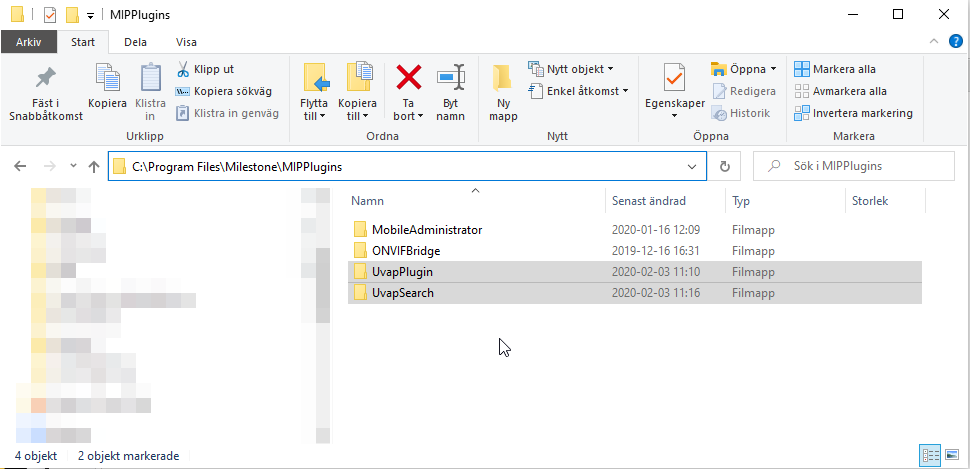 MIPPlugins
Arkiv Start Dela Visa
Fäst i Snabbåtkomst
Kopiera
Klistra in
Klipp ut
Kopiera sökväg
Klistra in genväg
Urklipp
Flytta till
Kopiera till
Ta bort
Byt namn
Ordna
Ny mapp
Nytt objekt
Enkel åtkomst
Nytt
Egenskaper
Öppna
Redigera
Historik
Öppna
Markera alla
Avmarkera alla
Invertera markering
Markera
C:\Program Files\Milestone\MIPPlugins
Sök i MIPPlugins
Namn Senast ändrad Typ Storlek
MobileAdministrator 2020-01-16 12:09 Filmapp
ONVIFBridge 2019-12-16 16:31 Filmapp
UvapPlugin 2020-02-03 11:10 Filmapp
UvapSearch 2020-02-03 11:16 Filmapp
4 objekt 2 objekt markerade